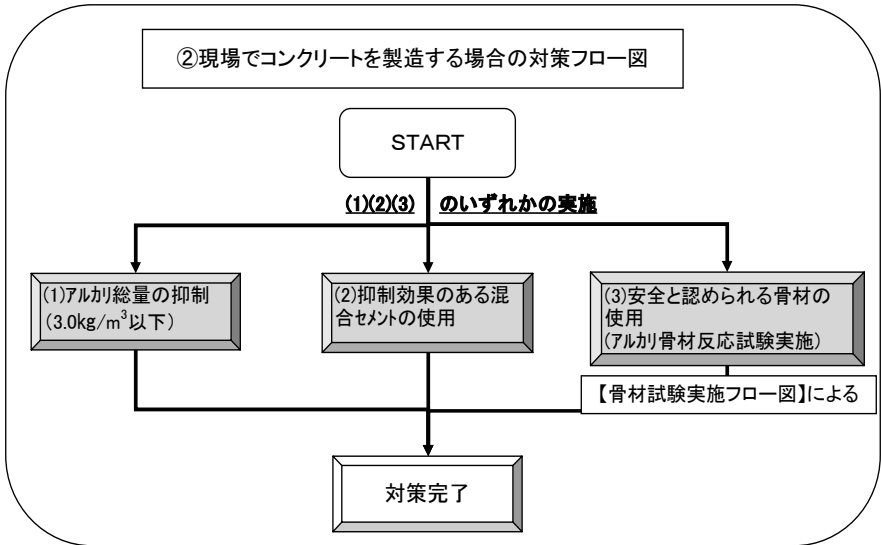 ②現場でコンクリートを製造する場合の対策フロー図
START
(1)(2)(3) のいずれかの実施
(1)アルカリ総量の抑制
(3.0kg/m³以下)
(2)抑制効果のある混
合セメントの使用
(3)安全と認められる骨材の
使用
(アルカリ骨材反応試験実施)
【骨材試験実施フロー図】による
対策完了